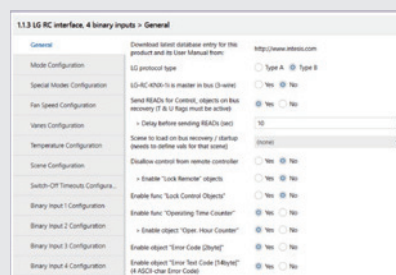 1.1.3 LG RC interface, 4 binary inputs > General
General
Mode Configuration
Special Modes Configuration
Fan Speed Configuration
Vanes Configuration
Temperature Configuration
Scene Configuration
Switch-Off Timeouts Configura...
Binary Input 1 Configuration
Binary Input 2 Configuration
Binary Input 3 Configuration
Binary Input 4 Configuration
Download latest database entry for this
product and its User Manual from:
http://www.intesis.com
LG protocol type
Type A Type B
LG-RC-KNX-1i is master in bus (3-wire)
Yes No
Send READs for Control_ objects on bus
recovery (T & U flags must be active)
Yes No
> Delay before sending READs (sec)
10
Scene to load on bus recovery / startup
(needs to define vals for that scene)
(none)
Disallow control from remote controller
Yes No
> Enable "Lock Remote" objects
Yes No
Enable func "Lock Control Objects"
Yes No
Enable func "Operating Time Counter"
Yes No
> Enable object "Oper. Hour Counter"
Yes No
Enable object "Error Code [2byte]"
Yes No
Enable object "Error Text Code [14byte]"
(4 ASCII-char Error Code)
Yes No